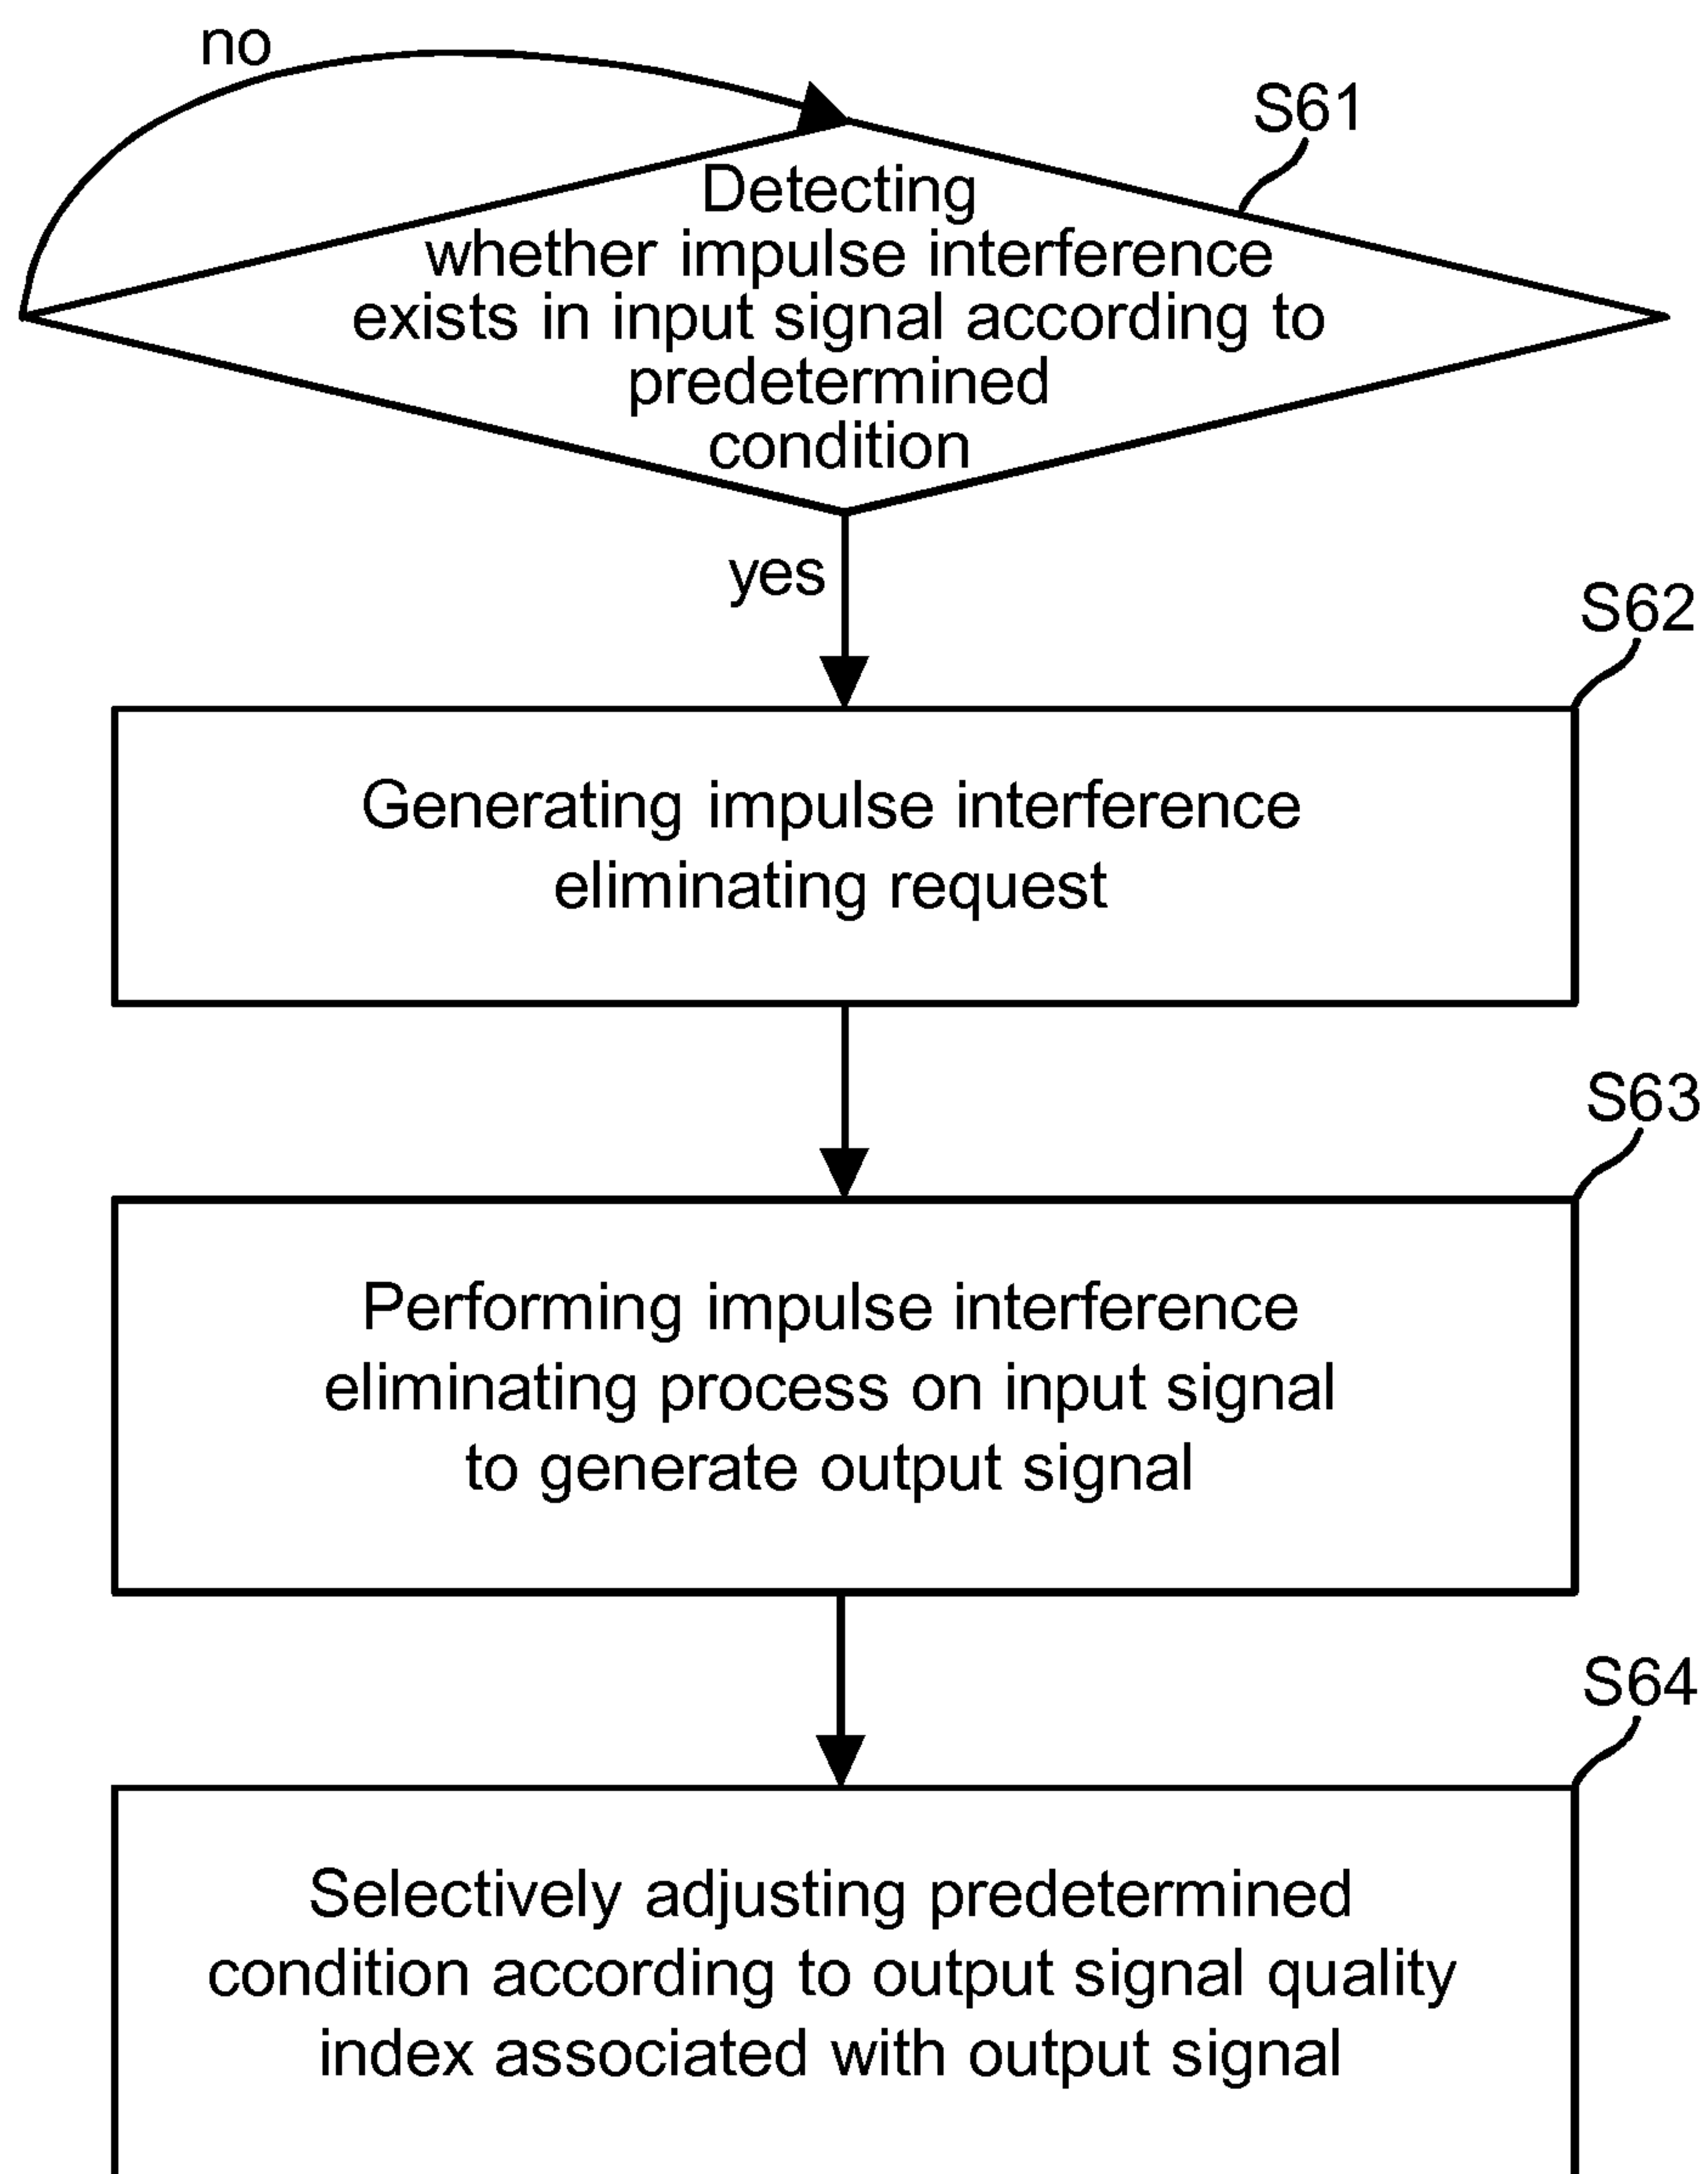 no
S61
Detecting
whether impulse interference
exists in input signal according to
predetermined
condition
yes
S62
Generating impulse interference
eliminating request
S63
Performing impulse interference
eliminating process on input signal
to generate output signal
S64
Selectively adjusting predetermined
condition according to output signal quality
index associated with output signal